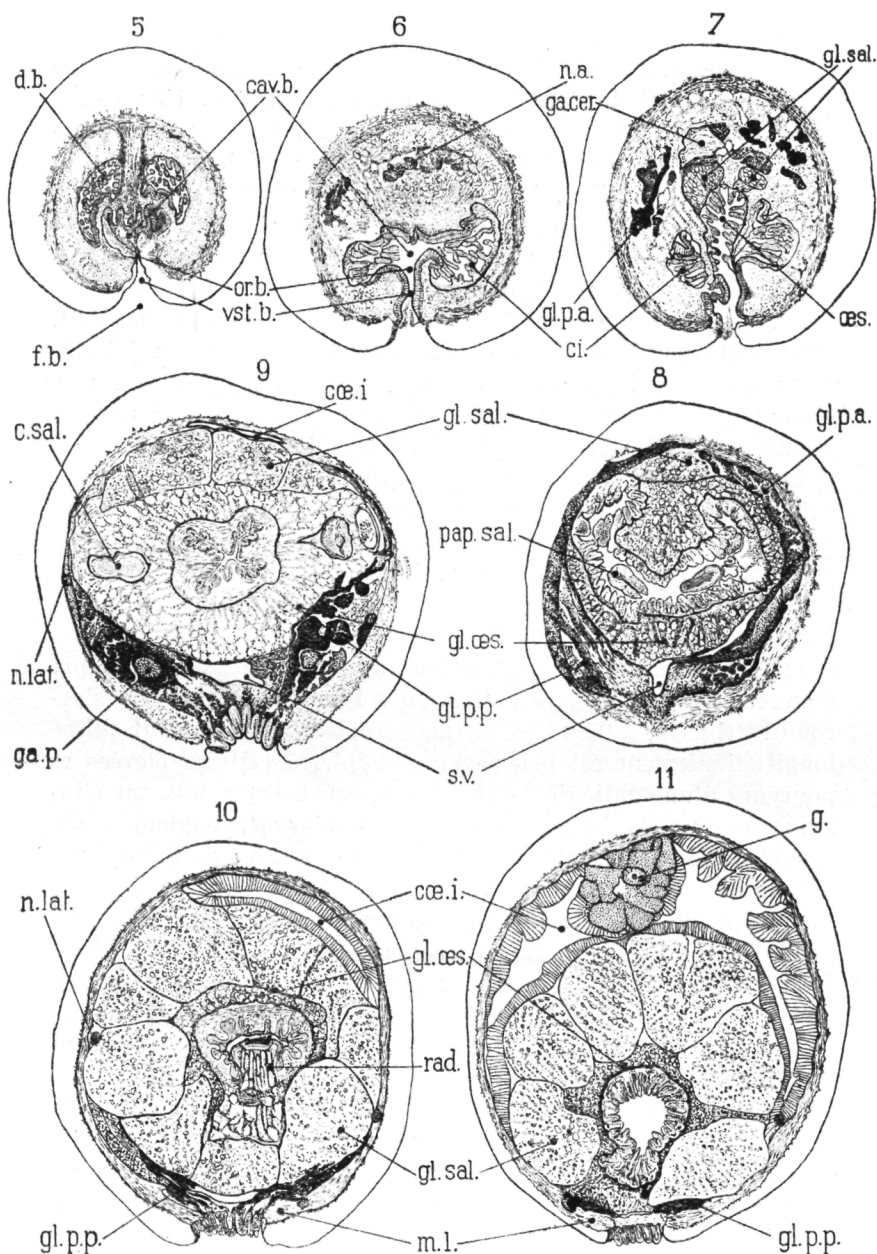 5
6
7
d.b.
cav.b.
n.a.
ga.cer.
gl.sal.
or.b.
vst.b.
f.b.
gl.p.a.
ci.
œs.
9
8
c.sal.
cœ.i
gl.sal.
gl.p.a.
pap.sal.
n.lat.
gl.œs.
ga.p.
gl.p.p.
s.v.
10
11
n.lat.
cœ.i.
g.
gl.œs.
rad.
gl.sal.
gl.p.p.
m.l.
gl.p.p.